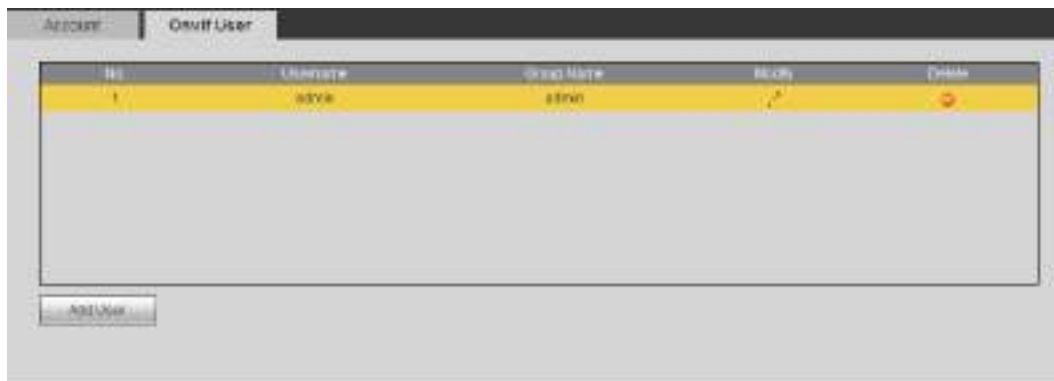 Account Onvif User
No. Username Group Name Modify Delete
1 admin admin
Add User